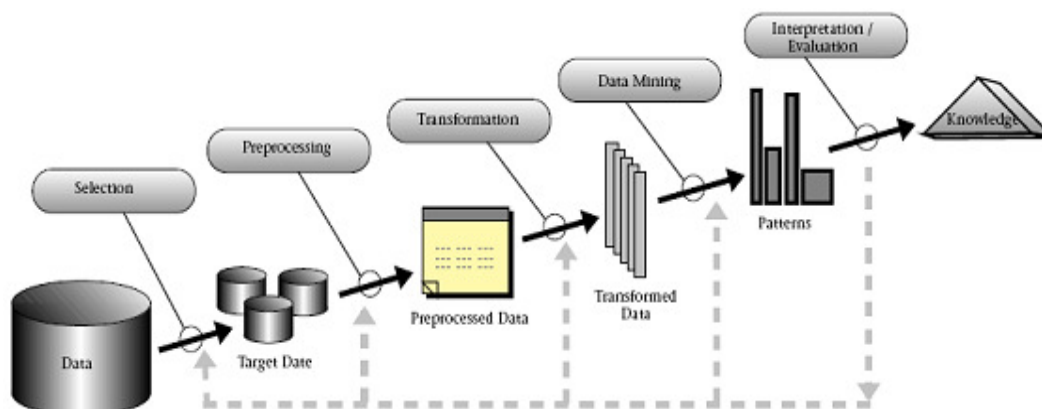 Interpretation /
Evaluation
Data Mining
Transformation
Preprocessing
Selection
Knowledge
Patterns
Transformed
Data
Preprocessed Data
Target Date
Data